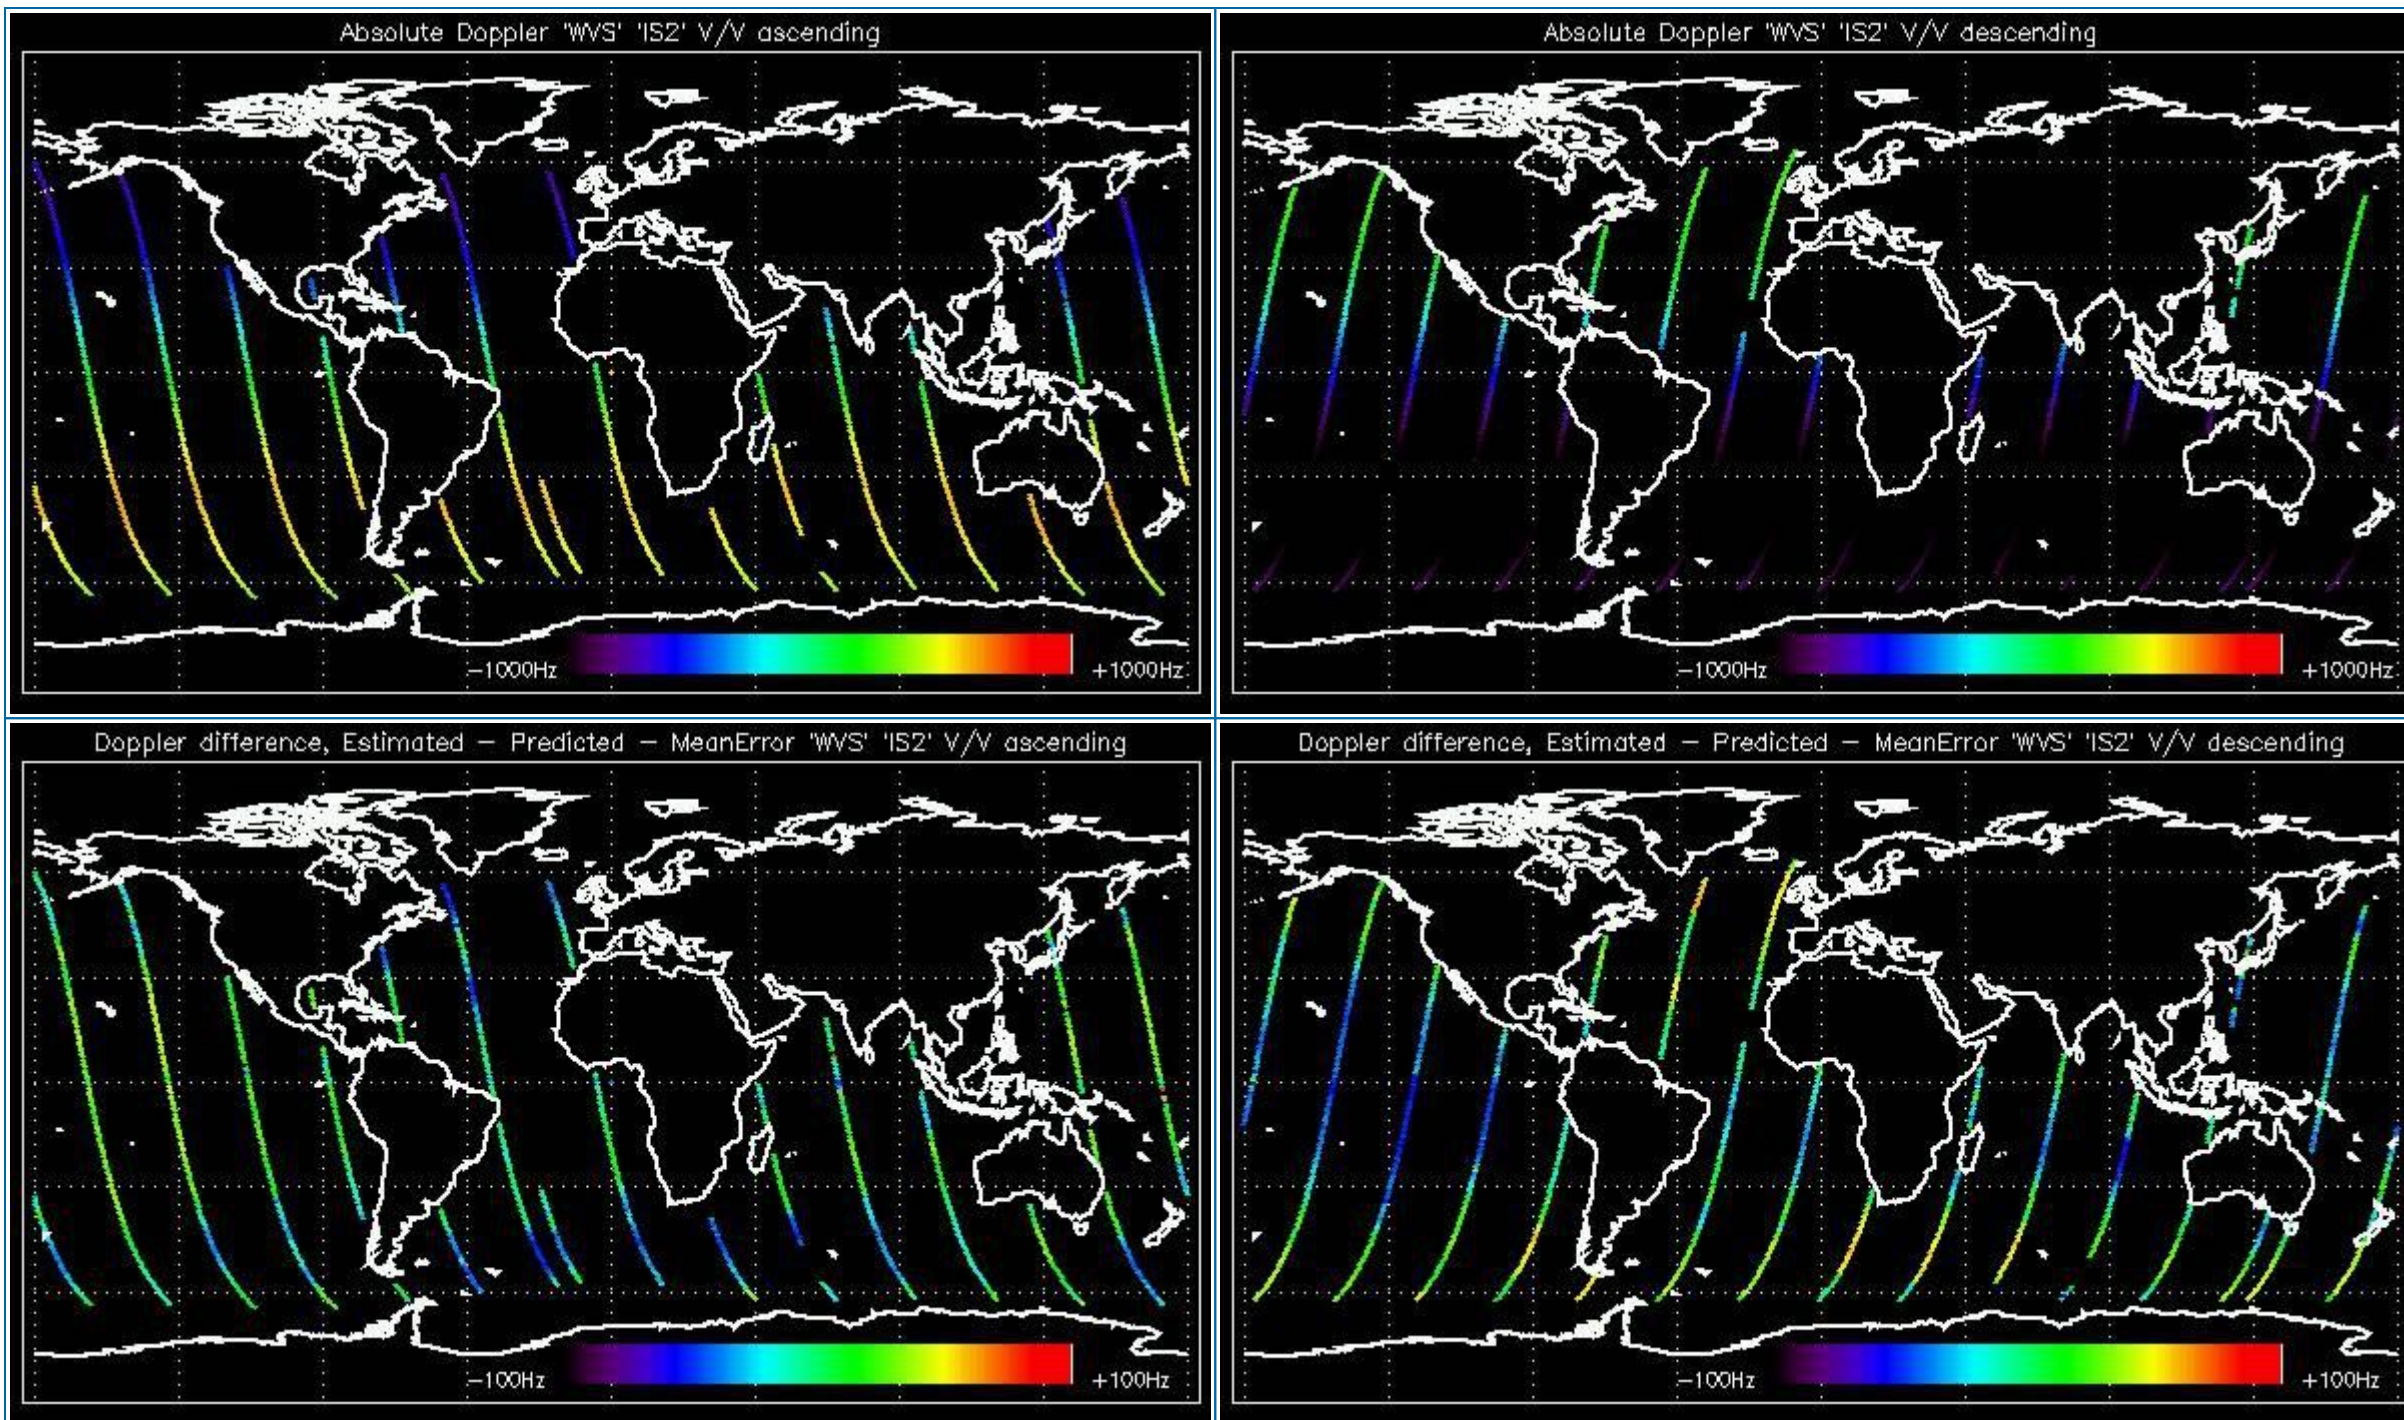 Absolute Doppler 'WVS' 'IS2' V/V ascending
-1000Hz
+1000Hz
Absolute Doppler 'WVS' 'IS2' V/V descending
-1000Hz
+1000Hz
Doppler difference, Estimated - Predicted - MeanError 'WVS' 'IS2' V/V ascending
-100Hz
+100Hz
Doppler difference, Estimated - Predicted - MeanError 'WVS' 'IS2' V/V descending
-100Hz
+100Hz